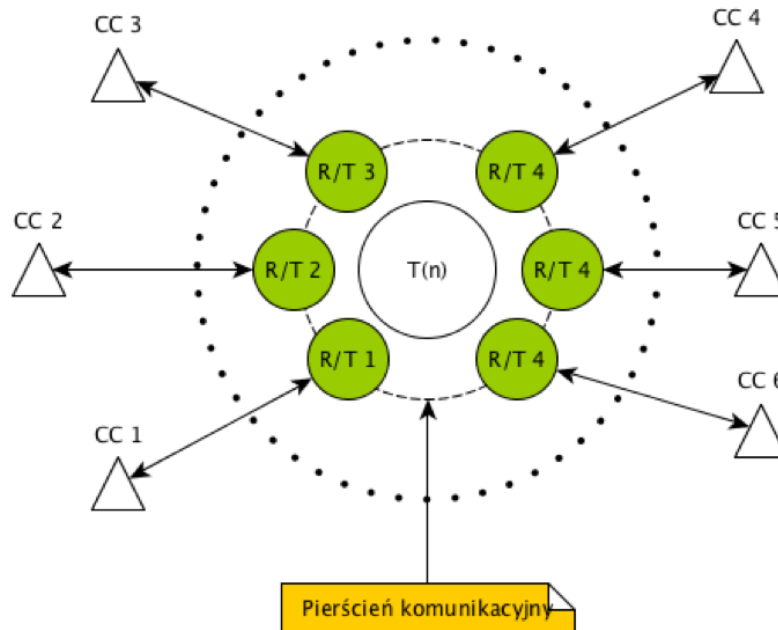 CC 3
CC 4
R/T 3
R/T 4
CC 2
CC 5
R/T 2
T(n)
R/T 4
R/T 1
R/T 4
CC 6
CC 1
Pierścień komunikacyjny